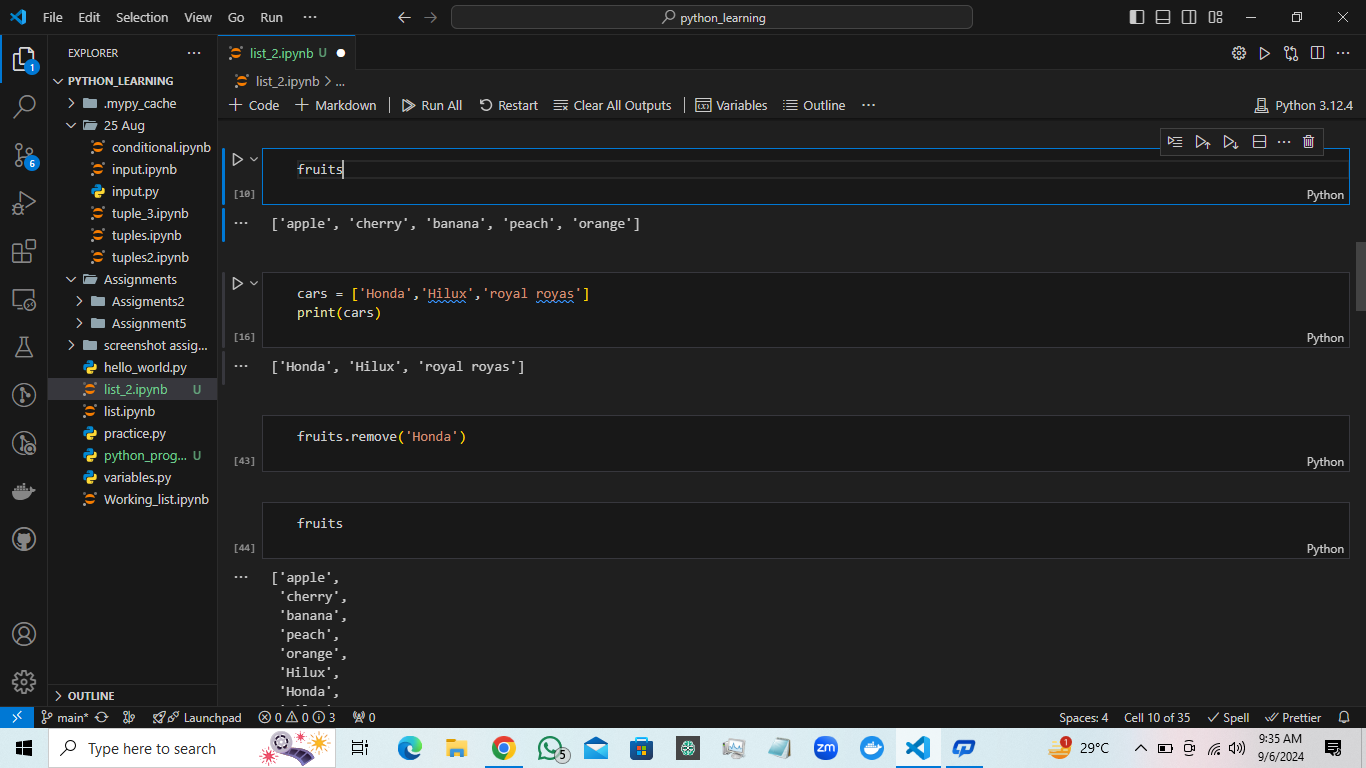 File Edit Selection View Go Run ··· python_learning
EXPLORER ···
PYTHON_LEARNING
.mypy_cache
25 Aug
conditional.ipynb
input.ipynb
input.py
tuple_3.ipynb
tuples.ipynb
tuples2.ipynb
Assignments
Assigments2
Assignment5
screenshot assig...
hello_world.py
list_2.ipynb U
list.ipynb
practice.py
python_prog... U
variables.py
Working_list.ipynb
OUTLINE
1
6
list_2.ipynb U
list_2.ipynb > ...
+ Code + Markdown Run All Restart Clear All Outputs Variables Outline ··· Python 3.12.4
fruits
[10] Python
['apple', 'cherry', 'banana', 'peach', 'orange']
cars = ['Honda','Hilux','royal royas']
print(cars)
[16] Python
['Honda', 'Hilux', 'royal royas']
fruits.remove('Honda')
[43] Python
fruits
[44] Python
['apple',
'cherry',
'banana',
'peach',
'orange',
'Hilux',
'Honda',
main* Launchpad 0 0 3 0 Spaces: 4 Cell 10 of 35 Spell Prettier
Type here to search 5 zm 1 29°C 9:35 AM
9/6/2024